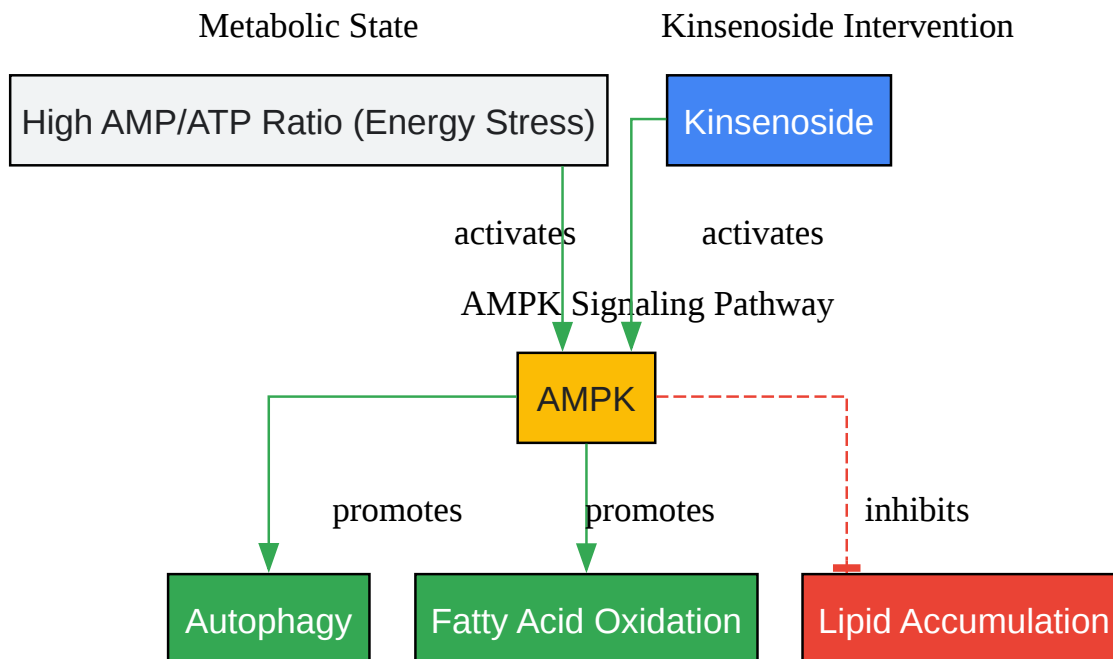 Metabolic State
Kinsenoside Intervention
High AMP/ATP Ratio (Energy Stress)
Kinsenoside
activates
activates
AMPK Signaling Pathway
AMPK
promotes
promotes
inhibits
Autophagy
Fatty Acid Oxidation
Lipid Accumulation